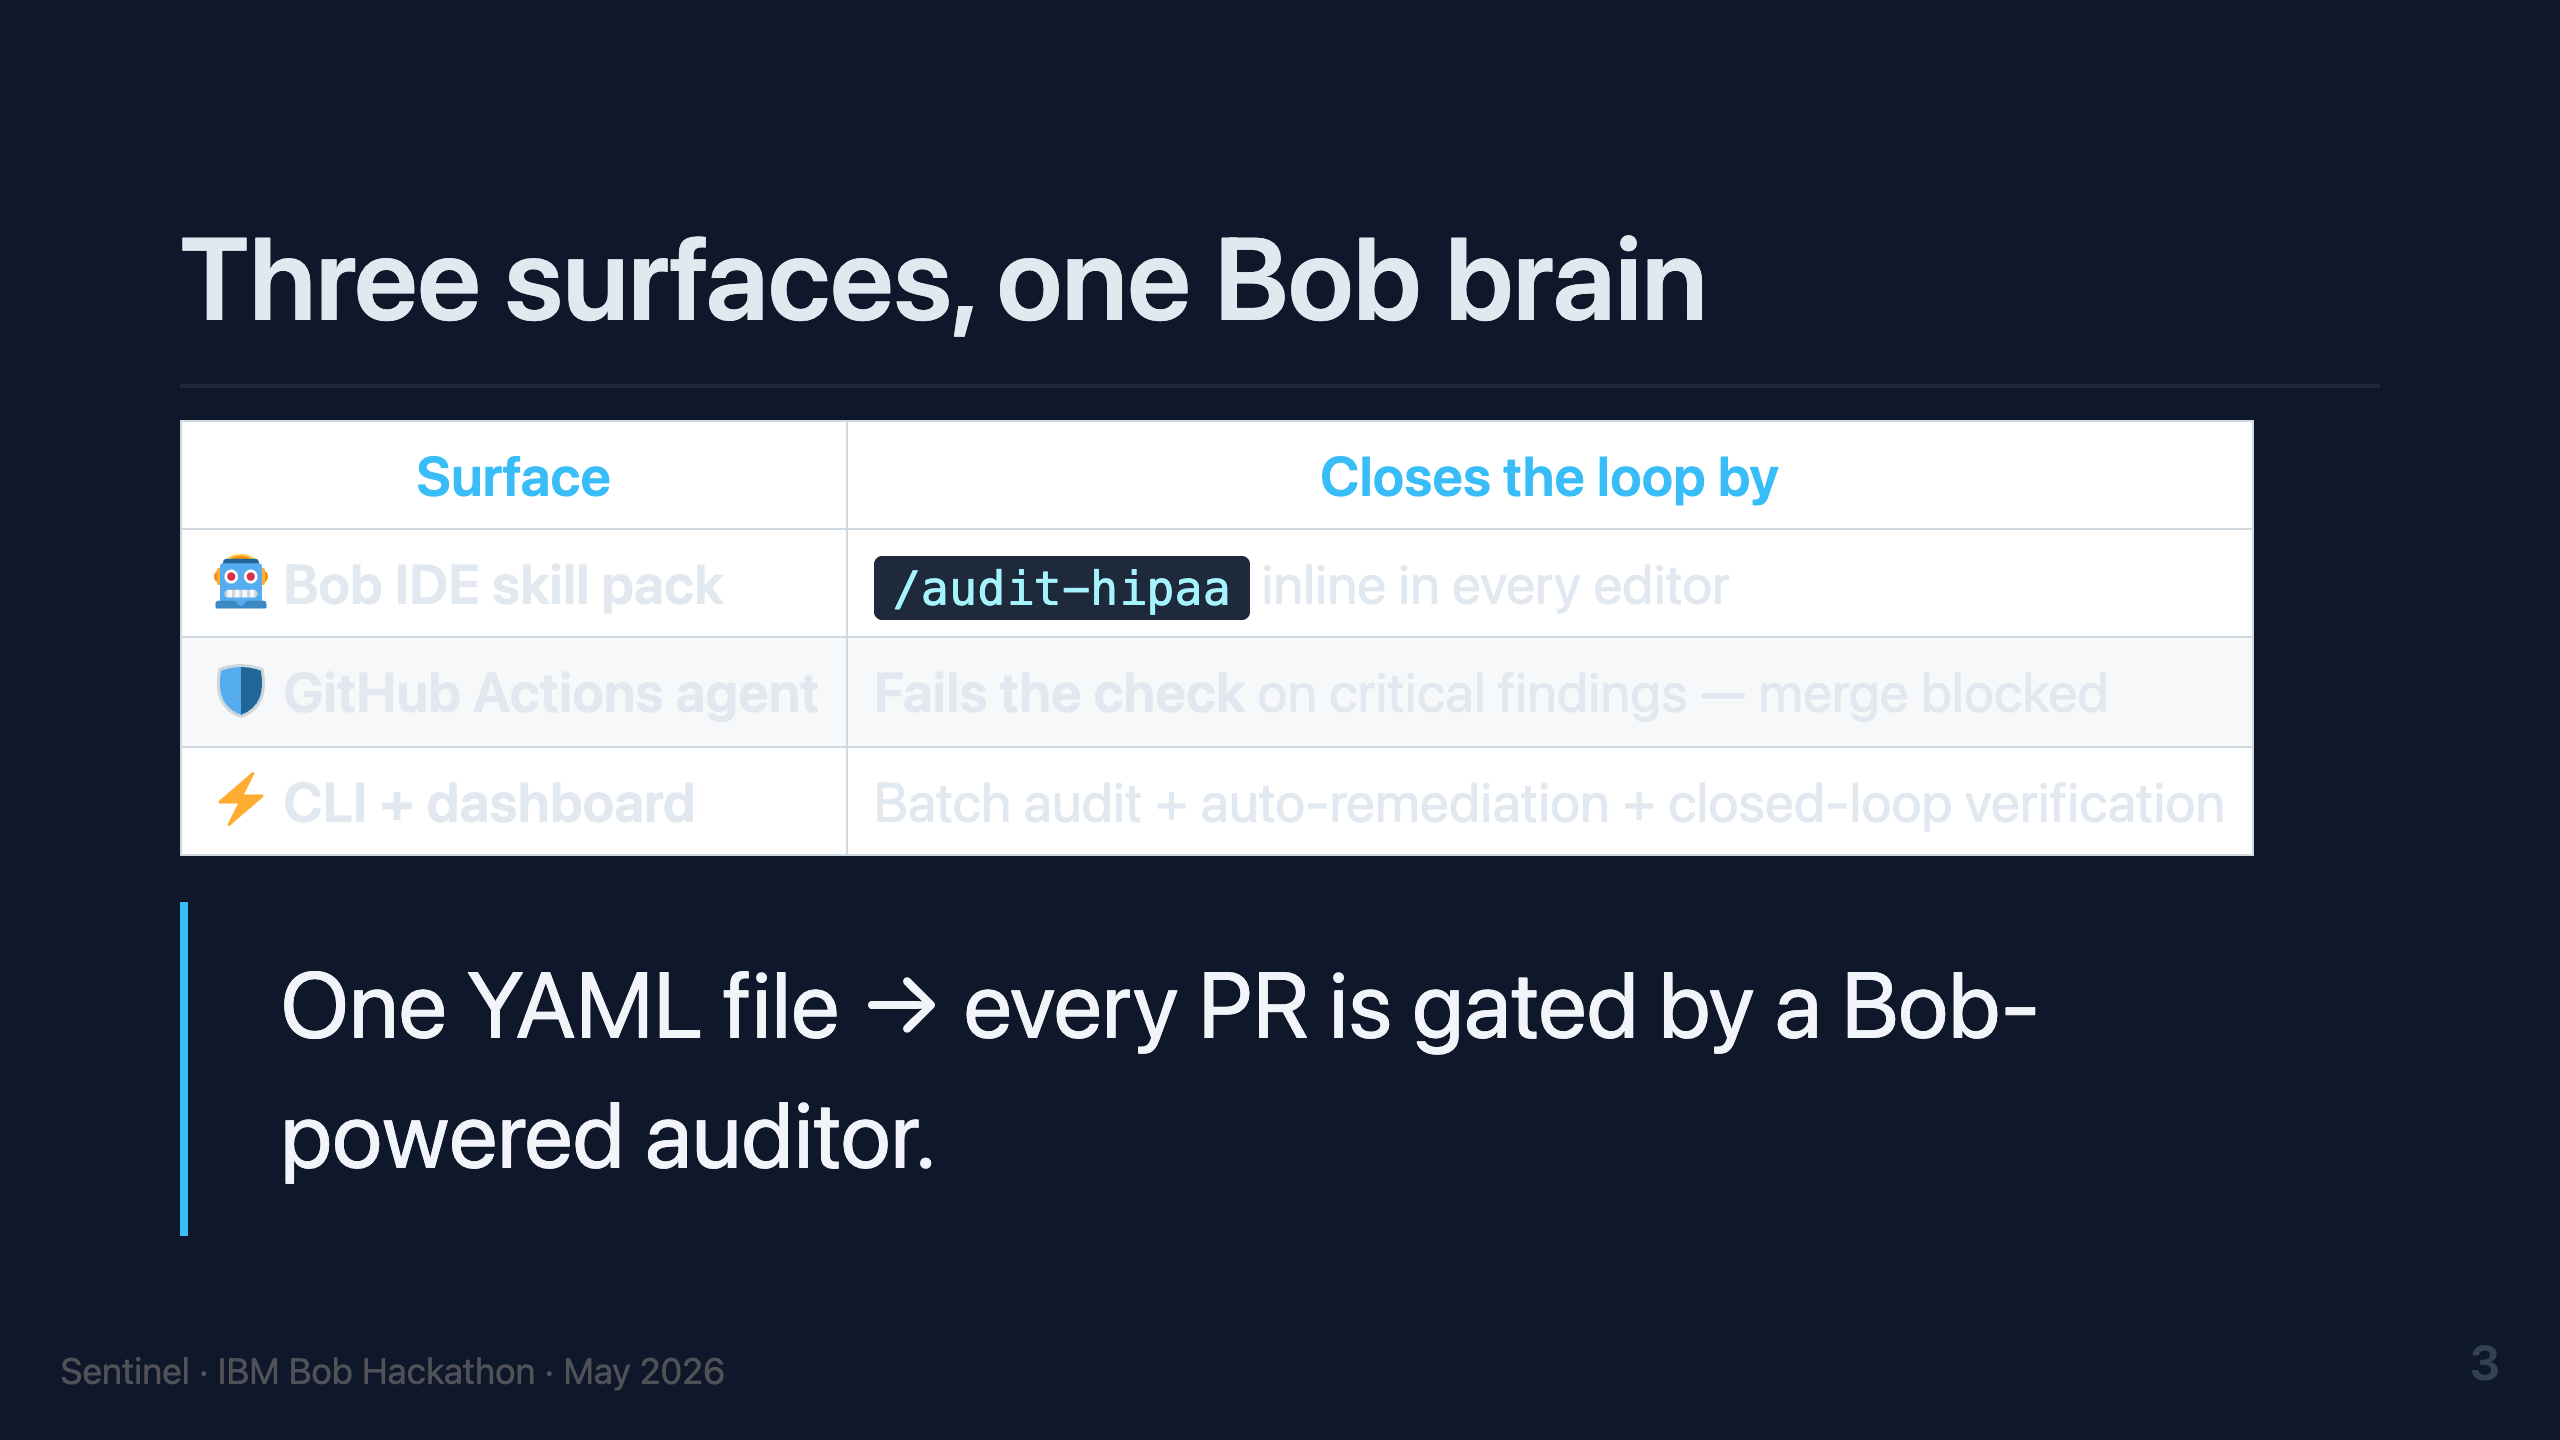 Three surfaces, one Bob brain
Surface Closes the loop by
🤖 Bob IDE skill pack /audit-hipaa inline in every editor
🛡️ GitHub Actions agent Fails the check on critical findings — merge blocked
⚡ CLI + dashboard Batch audit + auto-remediation + closed-loop verification
One YAML file → every PR is gated by a Bob-
powered auditor.
Sentinel · IBM Bob Hackathon · May 2026 3